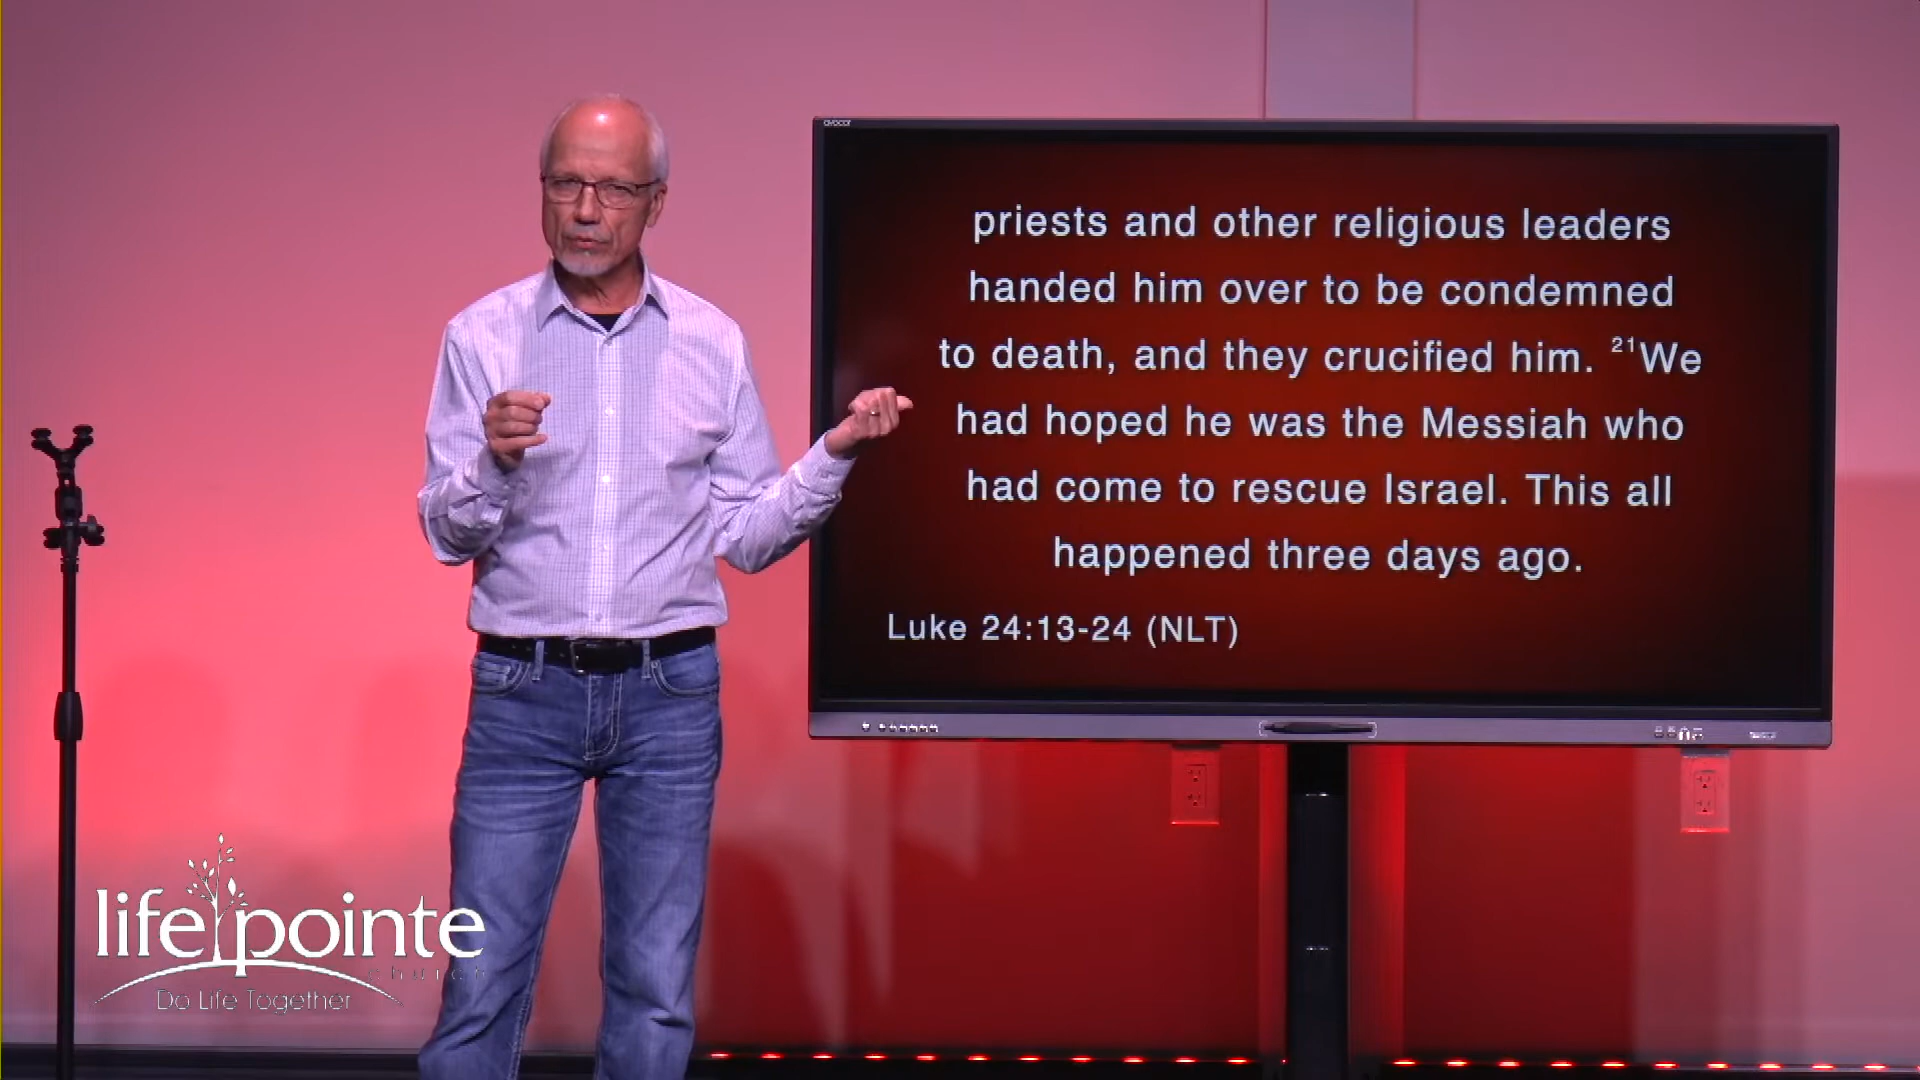 avocor
priests and other religious leaders
handed him over to be condemned
to death, and they crucified him. ²¹We
had hoped he was the Messiah who
had come to rescue Israel. This all
happened three days ago.
Luke 24:13-24 (NLT)
life pointe
church
Do Life Together